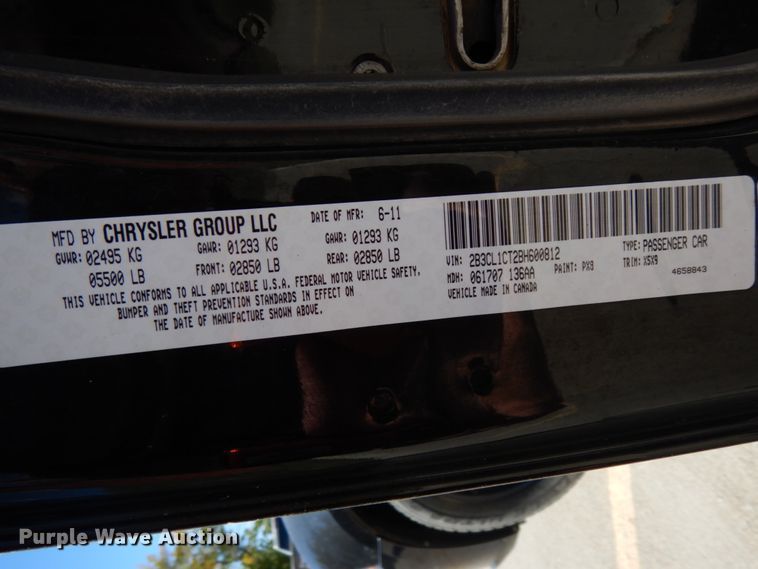 MFD BY CHRYSLER GROUP LLC DATE OF MFR: 6-11
GVWR: 02495 KG GAWR: 01293 KG GAWR: 01293 KG
05500 LB FRONT: 02850 LB REAR: 02850 LB
THIS VEHICLE CONFORMS TO ALL APPLICABLE U.S.A. FEDERAL MOTOR VEHICLE SAFETY,
BUMPER AND THEFT PREVENTION STANDARDS IN EFFECT ON
THE DATE OF MANUFACTURE SHOWN ABOVE.
VIN: 2B3CL1CT2BH600812 TYPE: PASSENGER CAR
MDH: 061707 136AA PAINT: PX8 TRIM: X5X9
VEHICLE MADE IN CANADA 4658843
Purple Wave Auction purplewave.com